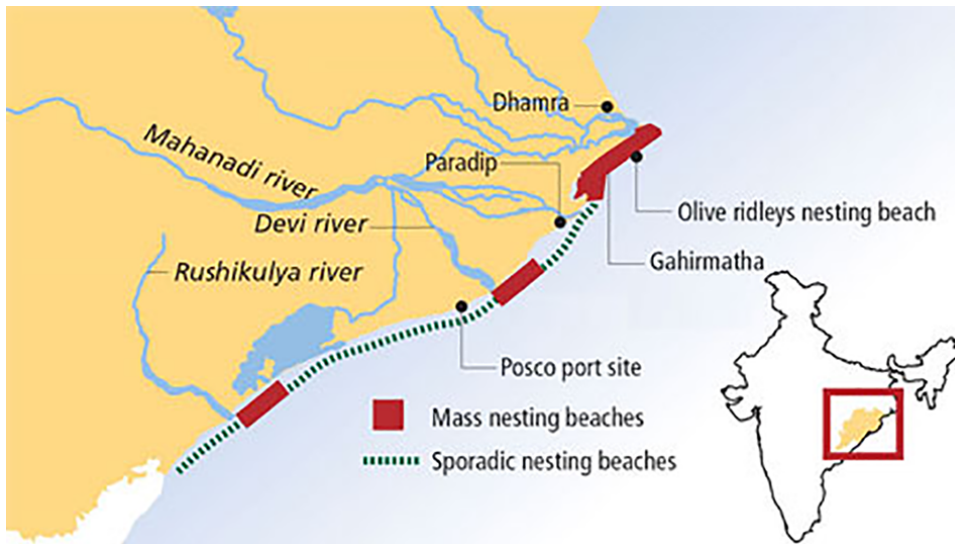 Dhamra
Mahanadi river
Paradip
Devi river
Olive ridleys nesting beach
Gahirmatha
Rushikulya river
Posco port site
Mass nesting beaches
Sporadic nesting beaches